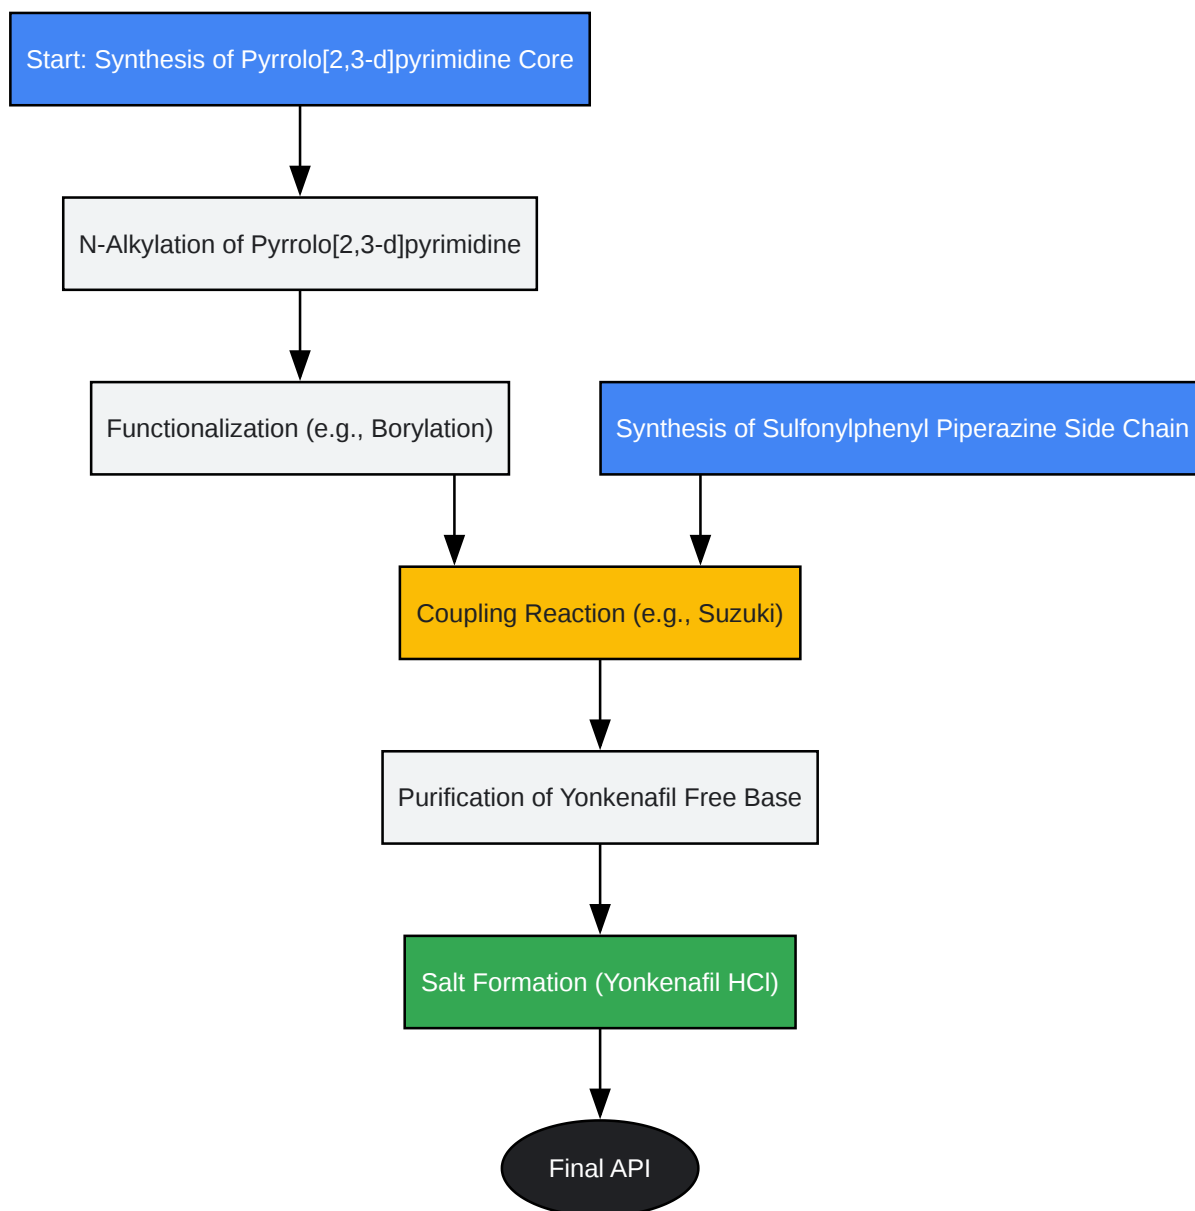 Start: Synthesis of Pyrrolo[2,3-d]pyrimidine Core
N-Alkylation of Pyrrolo[2,3-d]pyrimidine
Functionalization (e.g., Borylation)
Synthesis of Sulfonylphenyl Piperazine Side Chain
Coupling Reaction (e.g., Suzuki)
Purification of Yonkenafil Free Base
Salt Formation (Yonkenafil HCl)
Final API